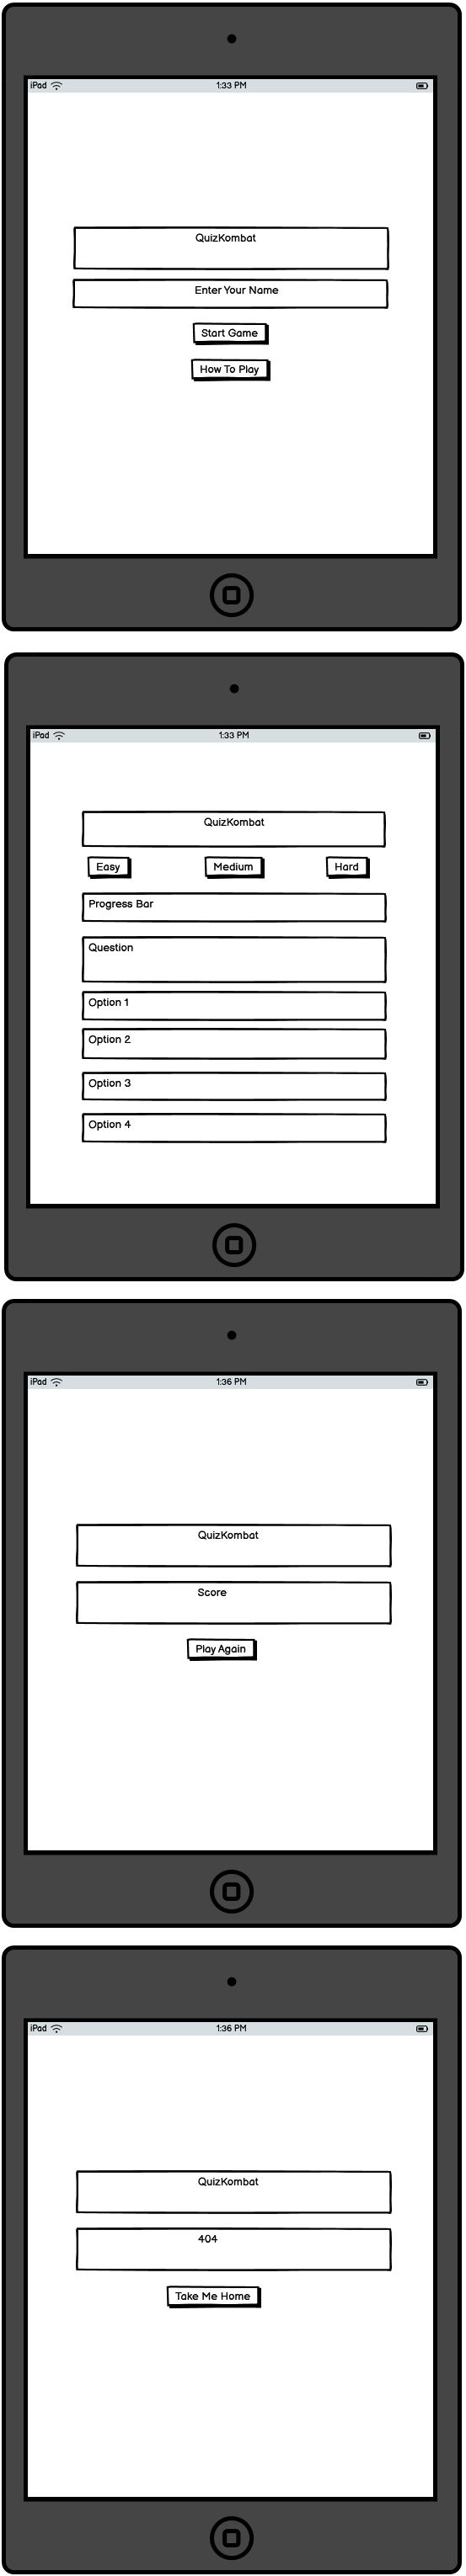 iPad 1:33 PM
QuizKombat
Enter Your Name
Start Game
How To Play
iPad 1:33 PM
QuizKombat
Easy Medium Hard
Progress Bar
Question
Option 1
Option 2
Option 3
Option 4
iPad 1:36 PM
QuizKombat
Score
Play Again
iPad 1:36 PM
QuizKombat
404
Take Me Home